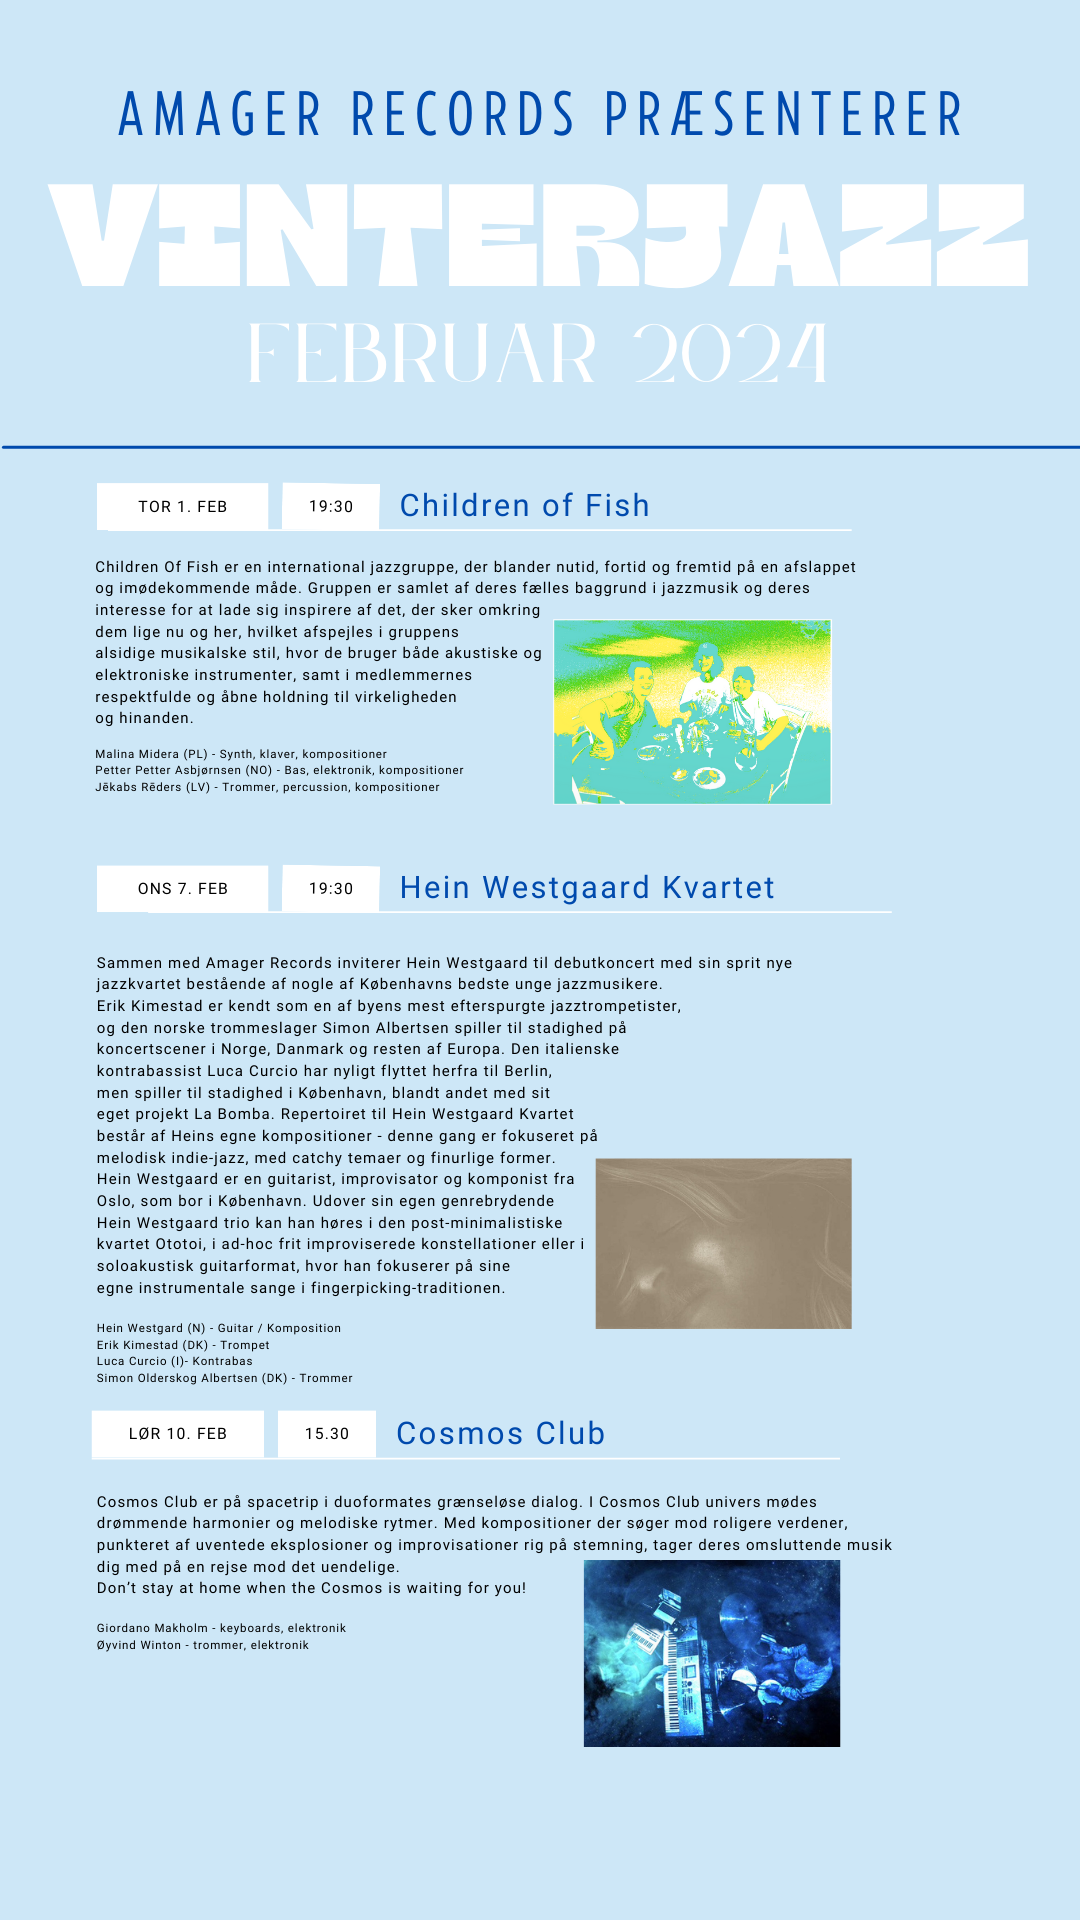 AMAGER RECORDS PRÆSENTERER
VINTERJAZZ
FEBRUAR 2024
TOR 1. FEB 19:30 Children of Fish
Children Of Fish er en international jazzgruppe, der blander nutid, fortid og fremtid på en afslappet
og imødekommende måde. Gruppen er samlet af deres fælles baggrund i jazzmusik og deres
interesse for at lade sig inspirere af det, der sker omkring
dem lige nu og her, hvilket afspejles i gruppens
alsidige musikalske stil, hvor de bruger både akustiske og
elektroniske instrumenter, samt i medlemmernes
respektfulde og åbne holdning til virkeligheden
og hinanden.
Malina Midera (PL) - Synth, klaver, kompositioner
Petter Petter Asbjørnsen (NO) - Bas, elektronik, kompositioner
Jēkabs Rēders (LV) - Trommer, percussion, kompositioner
ONS 7. FEB 19:30 Hein Westgaard Kvartet
Sammen med Amager Records inviterer Hein Westgaard til debutkoncert med sin sprit nye
jazzkvartet bestående af nogle af Københavns bedste unge jazzmusikere.
Erik Kimestad er kendt som en af byens mest efterspurgte jazztrompetister,
og den norske trommeslager Simon Albertsen spiller til stadighed på
koncertscener i Norge, Danmark og resten af Europa. Den italienske
kontrabassist Luca Curcio har nyligt flyttet herfra til Berlin,
men spiller til stadighed i København, blandt andet med sit
eget projekt La Bomba. Repertoiret til Hein Westgaard Kvartet
består af Heins egne kompositioner - denne gang er fokuseret på
melodisk indie-jazz, med catchy temaer og finurlige former.
Hein Westgaard er en guitarist, improvisator og komponist fra
Oslo, som bor i København. Udover sin egen genrebrydende
Hein Westgaard trio kan han høres i den post-minimalistiske
kvartet Ototoi, i ad-hoc frit improviserede konstellationer eller i
soloakustisk guitarformat, hvor han fokuserer på sine
egne instrumentale sange i fingerpicking-traditionen.
Hein Westgard (N) - Guitar / Komposition
Erik Kimestad (DK) - Trompet
Luca Curcio (I)- Kontrabas
Simon Olderskog Albertsen (DK) - Trommer
LØR 10. FEB 15.30 Cosmos Club
Cosmos Club er på spacetrip i duoformates grænseløse dialog. I Cosmos Club univers mødes
drømmende harmonier og melodiske rytmer. Med kompositioner der søger mod roligere verdener,
punkteret af uventede eksplosioner og improvisationer rig på stemning, tager deres omsluttende musik
dig med på en rejse mod det uendelige.
Don't stay at home when the Cosmos is waiting for you!
Giordano Makholm - keyboards, elektronik
Øyvind Winton - trommer, elektronik